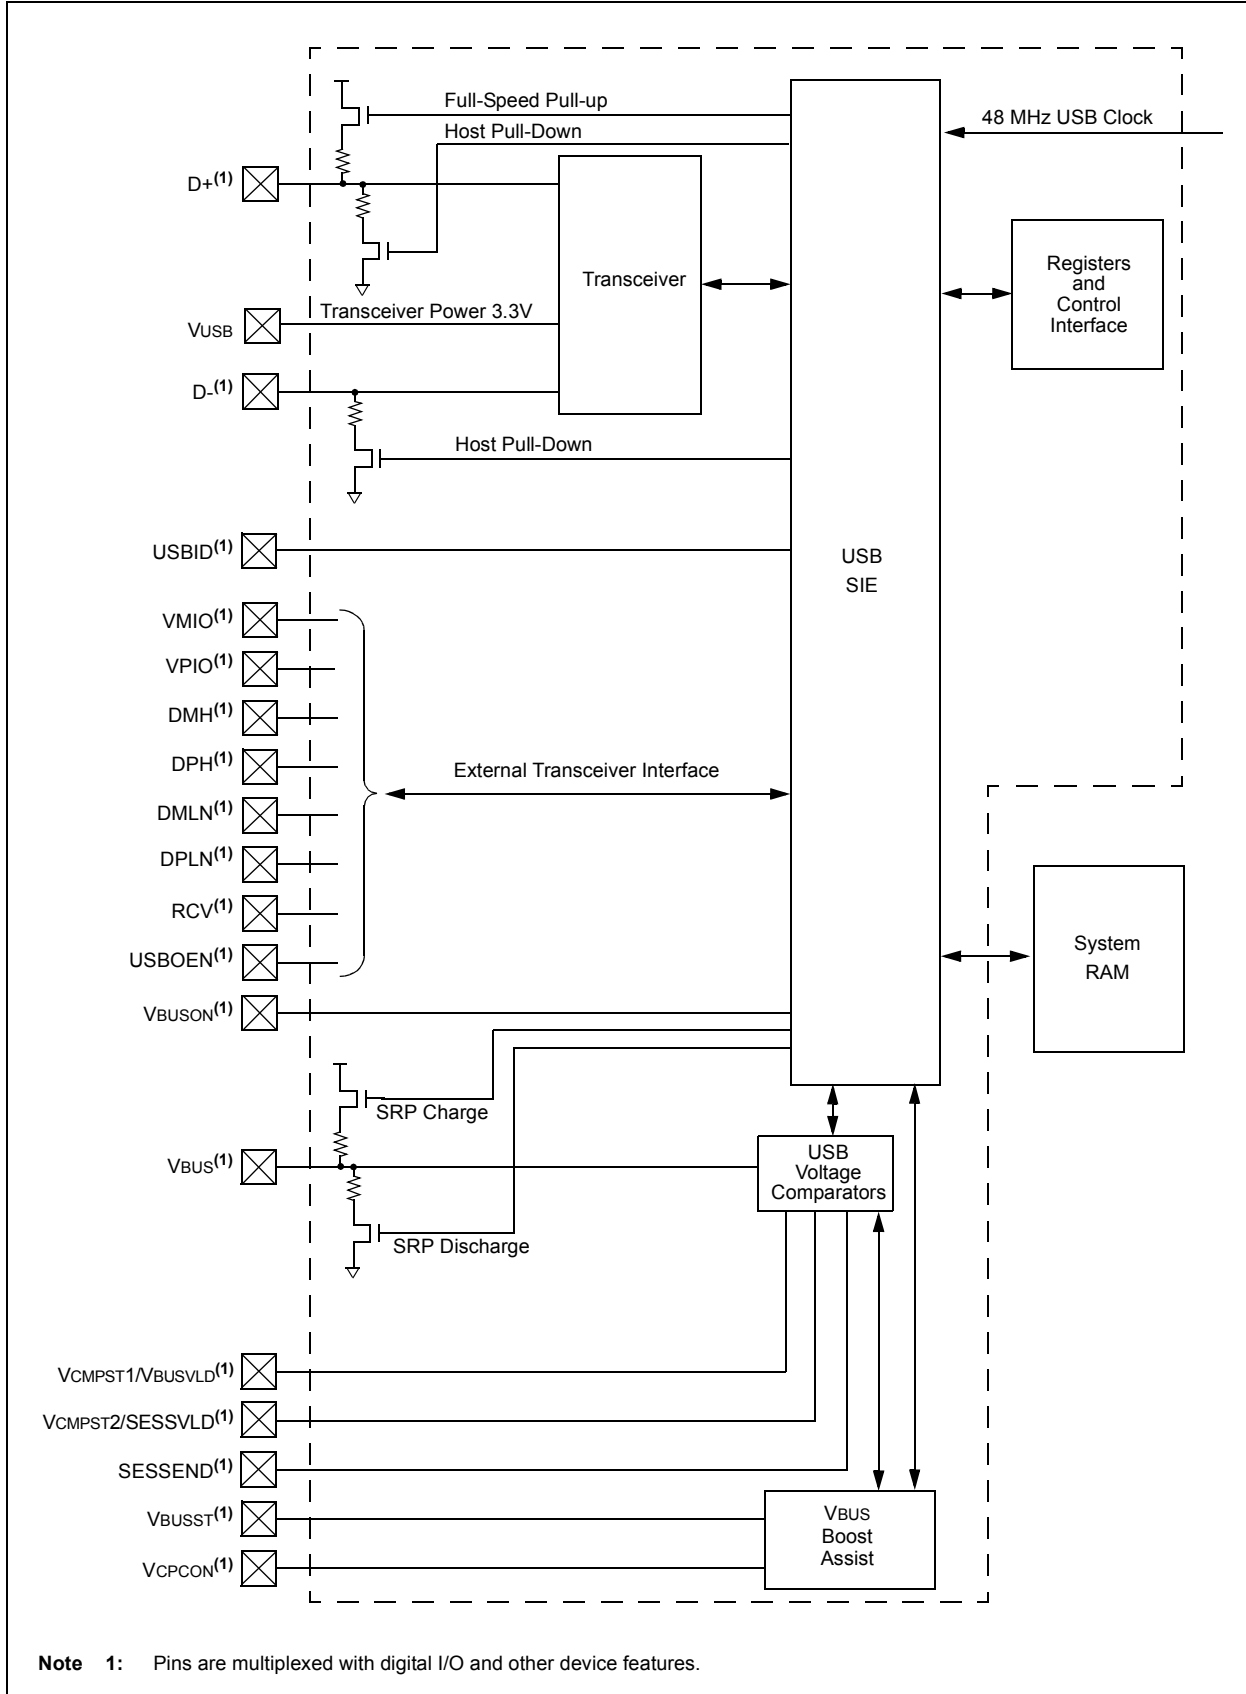 Full-Speed Pull-up
Host Pull-Down
48 MHz USB Clock
D+(1)
Transceiver
Registers
and
Control
Interface
Transceiver Power 3.3V
VUSB
D-(1)
Host Pull-Down
USBID(1)
USB
SIE
VMIO(1)
VPIO(1)
DMH(1)
DPH(1)
External Transceiver Interface
DMLN(1)
DPLN(1)
RCV(1)
USBOEN(1)
System
RAM
VBUSON(1)
SRP Charge
VBUS(1)
USB
Voltage
Comparators
SRP Discharge
VCMPST1/VBUSVLD(1)
VCMPST2/SESSVLD(1)
SESSEND(1)
VBUSST(1)
VBUS
Boost
Assist
VCPCON(1)
Note 1: Pins are multiplexed with digital I/O and other device features.